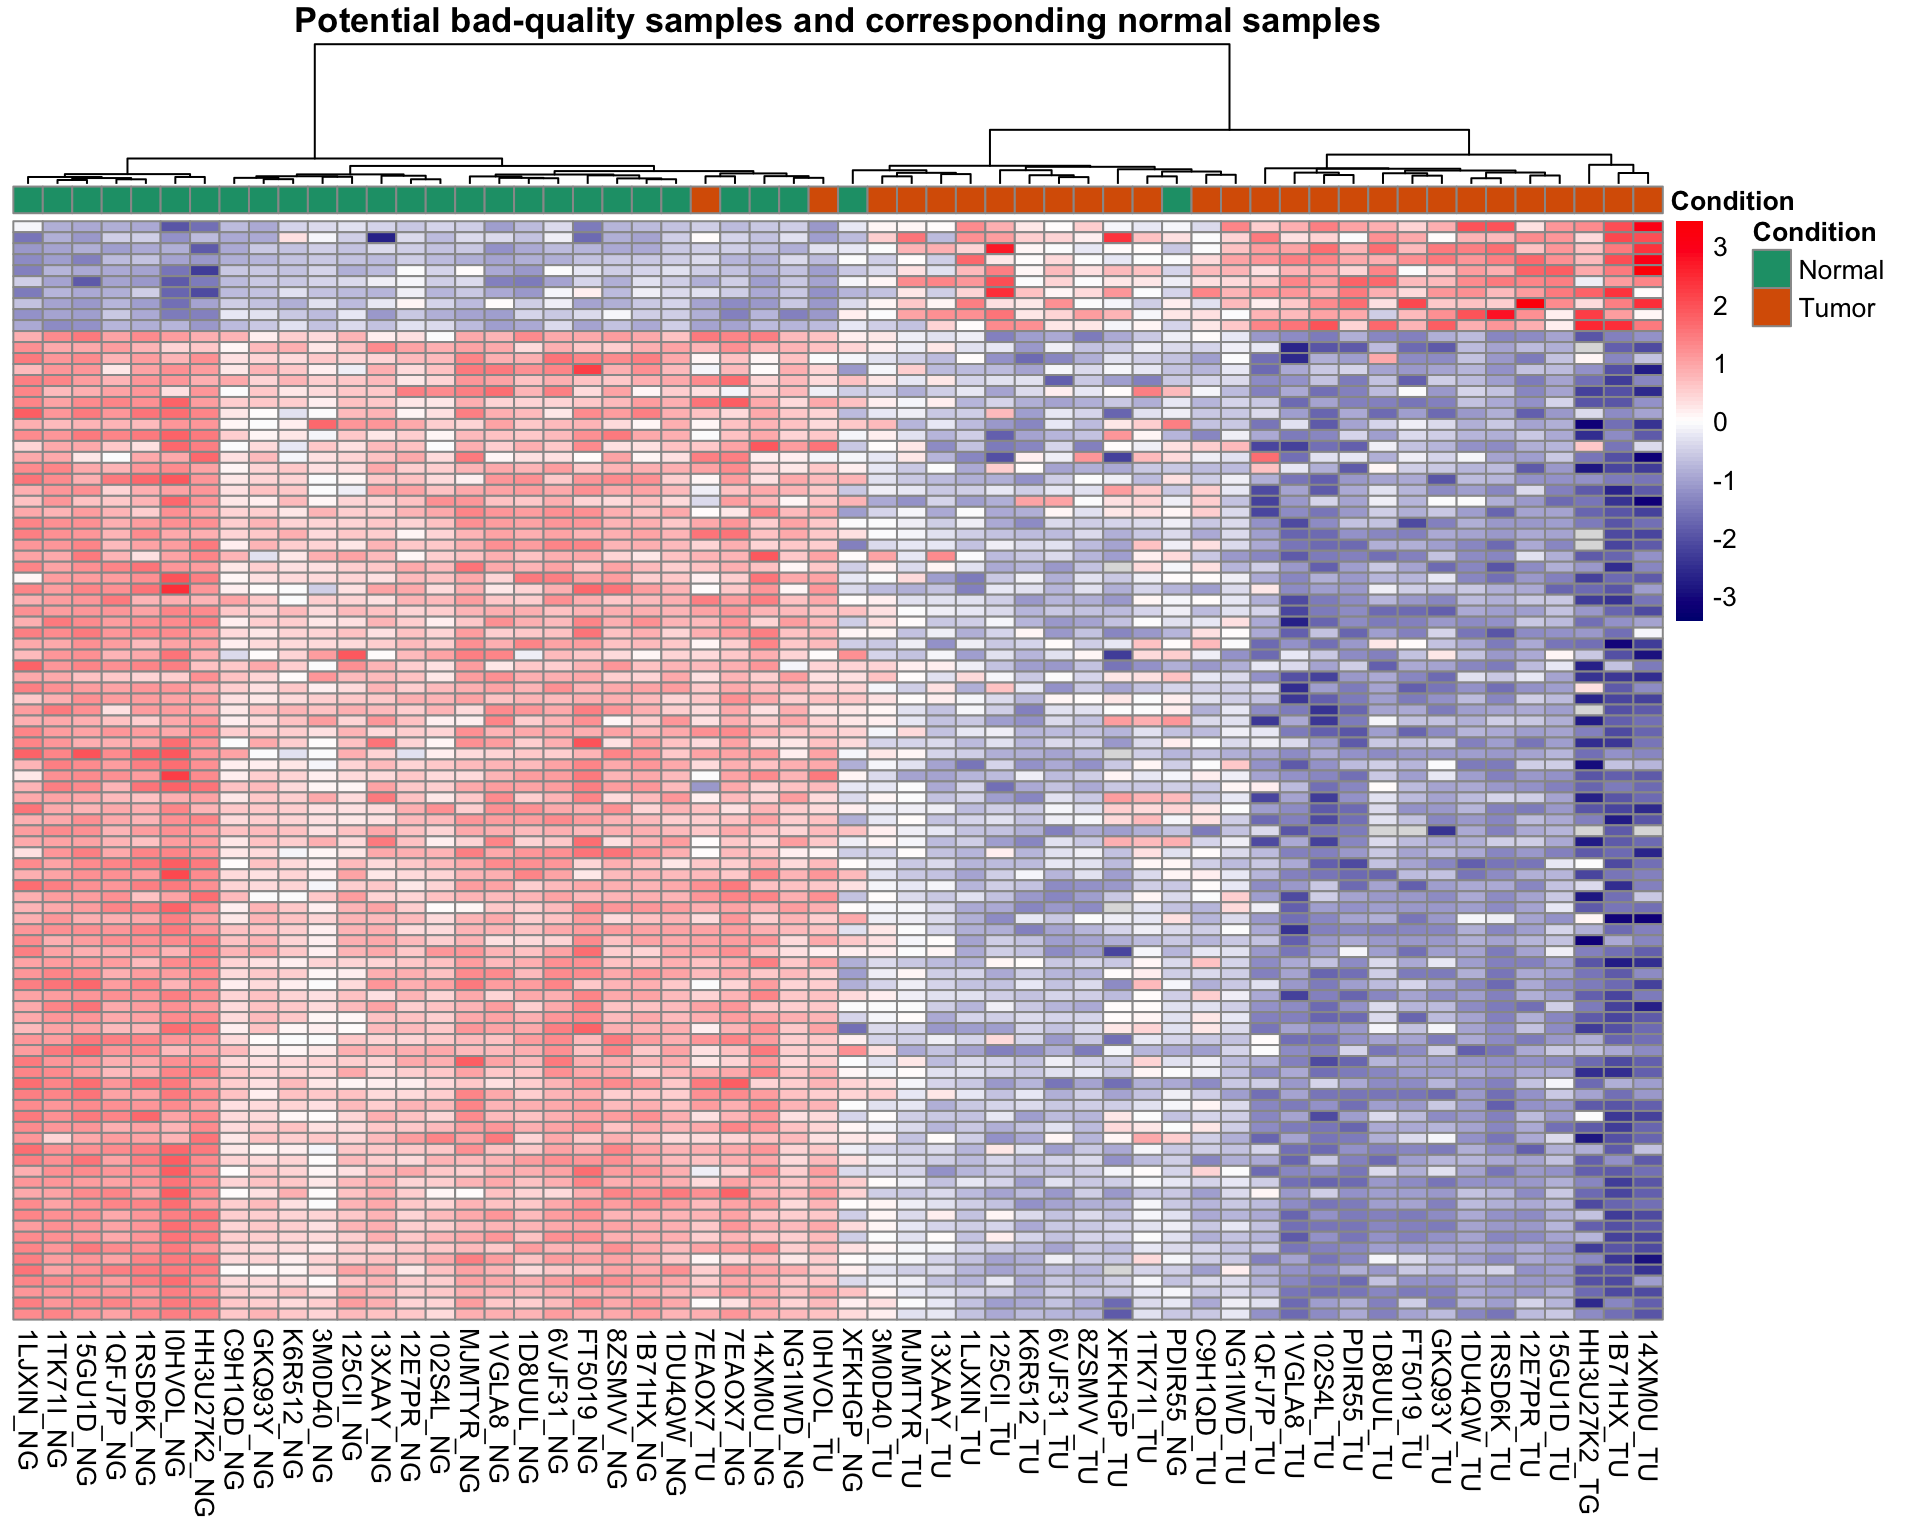 Potential bad-quality samples and corresponding normal samples
Condition
3
2
1
0
-1
-2
-3
Condition
Normal
Tumor
1LJXIN_NG
1TK71I_NG
15GU1D_NG
1QFJ7P_NG
1RSD6K_NG
I0HVOL_NG
HH3U27K2_NG
C9H1QD_NG
GKQ93Y_NG
K6R512_NG
3M0D40_NG
125CII_NG
13XAAY_NG
12E7PR_NG
102S4L_NG
MJMTYR_NG
1VGLA8_NG
1D8UUL_NG
6VJF31_NG
FT5019_NG
8ZSMVV_NG
1B71HX_NG
1DU4QW_NG
7EAOX7_TU
7EAOX7_NG
14XM0U_NG
NG1IWD_NG
I0HVOL_TU
XFKHGP_NG
3M0D40_TU
MJMTYR_TU
13XAAY_TU
1LJXIN_TU
125CII_TU
K6R512_TU
6VJF31_TU
8ZSMVV_TU
XFKHGP_TU
1TK71I_TU
PDIR55_NG
C9H1QD_TU
NG1IWD_TU
1QFJ7P_TU
1VGLA8_TU
102S4L_TU
PDIR55_TU
1D8UUL_TU
FT5019_TU
GKQ93Y_TU
1DU4QW_TU
1RSD6K_TU
12E7PR_TU
15GU1D_TU
HH3U27K2_TG
1B71HX_TU
14XM0U_TU